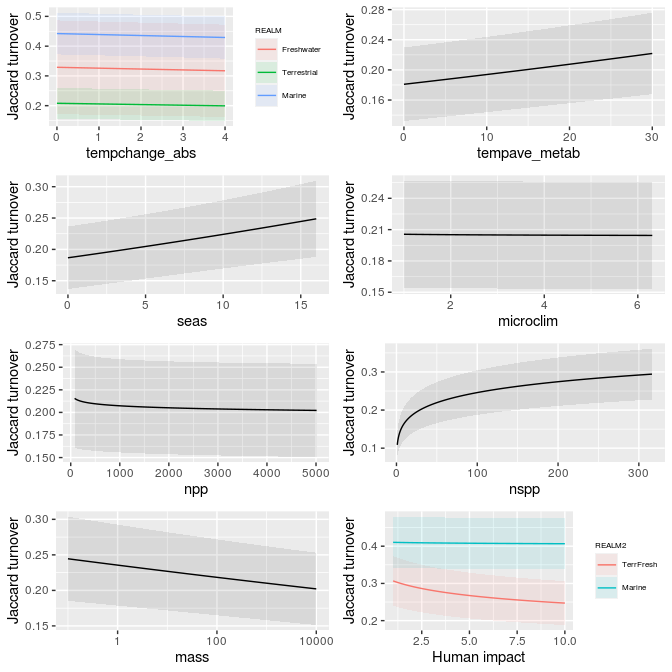 Jaccard turnover
0.5
0.4
0.3
0.2
0 1 2 3 4
tempchange_abs
REALM
Freshwater
Terrestrial
Marine
Jaccard turnover
0.28
0.24
0.20
0.16
0 10 20 30
tempave_metab
Jaccard turnover
0.30
0.25
0.20
0.15
0 5 10 15
seas
Jaccard turnover
0.24
0.21
0.18
0.15
2 4 6
microclim
Jaccard turnover
0.275
0.250
0.225
0.200
0.175
0.150
0 1000 2000 3000 4000 5000
npp
Jaccard turnover
0.3
0.2
0.1
0 100 200 300
nspp
Jaccard turnover
0.30
0.25
0.20
0.15
1 100 10000
mass
Jaccard turnover
0.4
0.3
0.2
2.5 5.0 7.5 10.0
Human impact
REALM2
TerrFresh
Marine